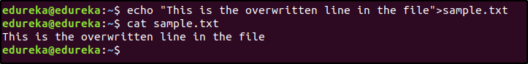 edureka@edureka:~$ echo "This is the overwritten line in the file">sample.txt
edureka@edureka:~$ cat sample.txt
This is the overwritten line in the file
edureka@edureka:~$